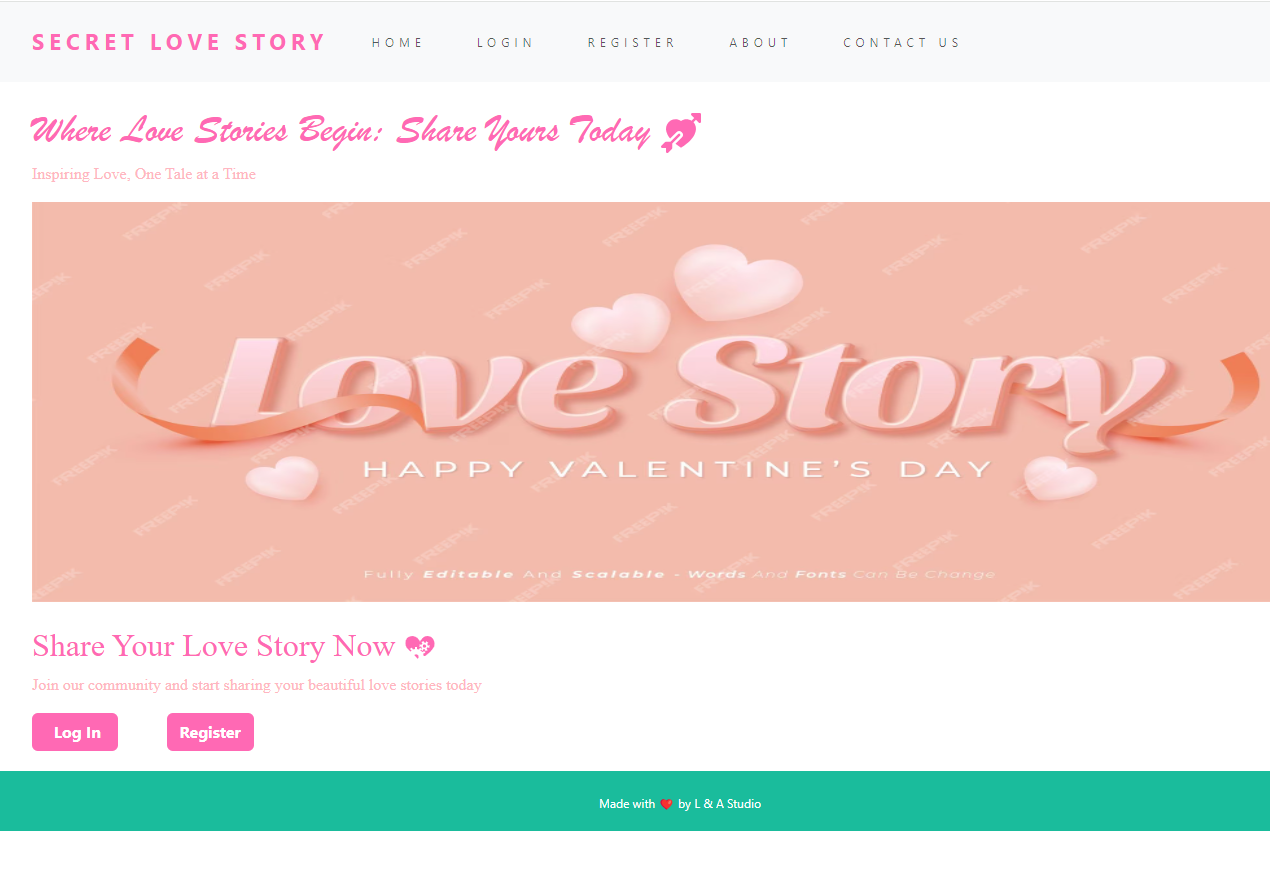 SECRET LOVE STORY HOME LOGIN REGISTER ABOUT CONTACT US
Where Love Stories Begin: Share Yours Today 💘
Inspiring Love, One Tale at a Time
Love Story
HAPPY VALENTINE'S DAY
Fully Editable And Scalable - Words And Fonts Can Be Change
FREEPIK
Share Your Love Story Now
Join our community and start sharing your beautiful love stories today
Log In Register
Made with ❤️ by L & A Studio